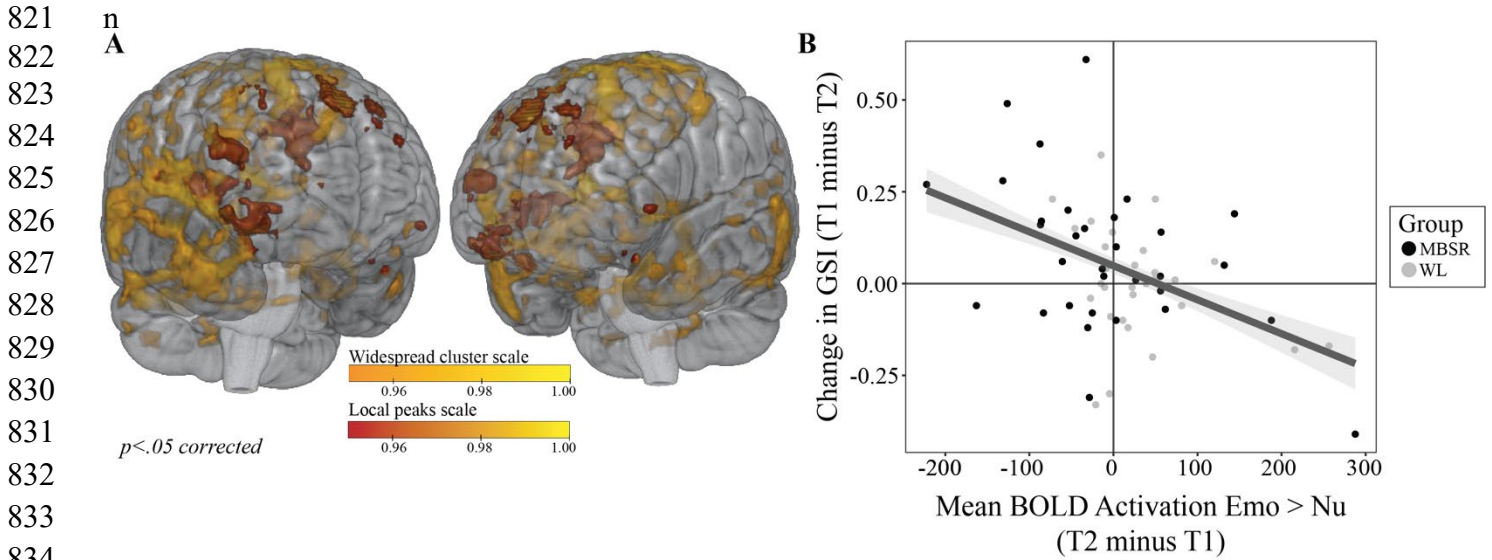 821 n
822 A B
823
824
825
826
827
828
829
830
831
832
833
834
Widespread cluster scale
0.96 0.98 1.00
Local peaks scale
0.96 0.98 1.00
p<.05 corrected
Change in GSI (T1 minus T2)
0.50
0.25
0.00
-0.25
-200 -100 0 100 200 300
Mean BOLD Activation Emo > Nu
(T2 minus T1)
Group
MBSR
WL